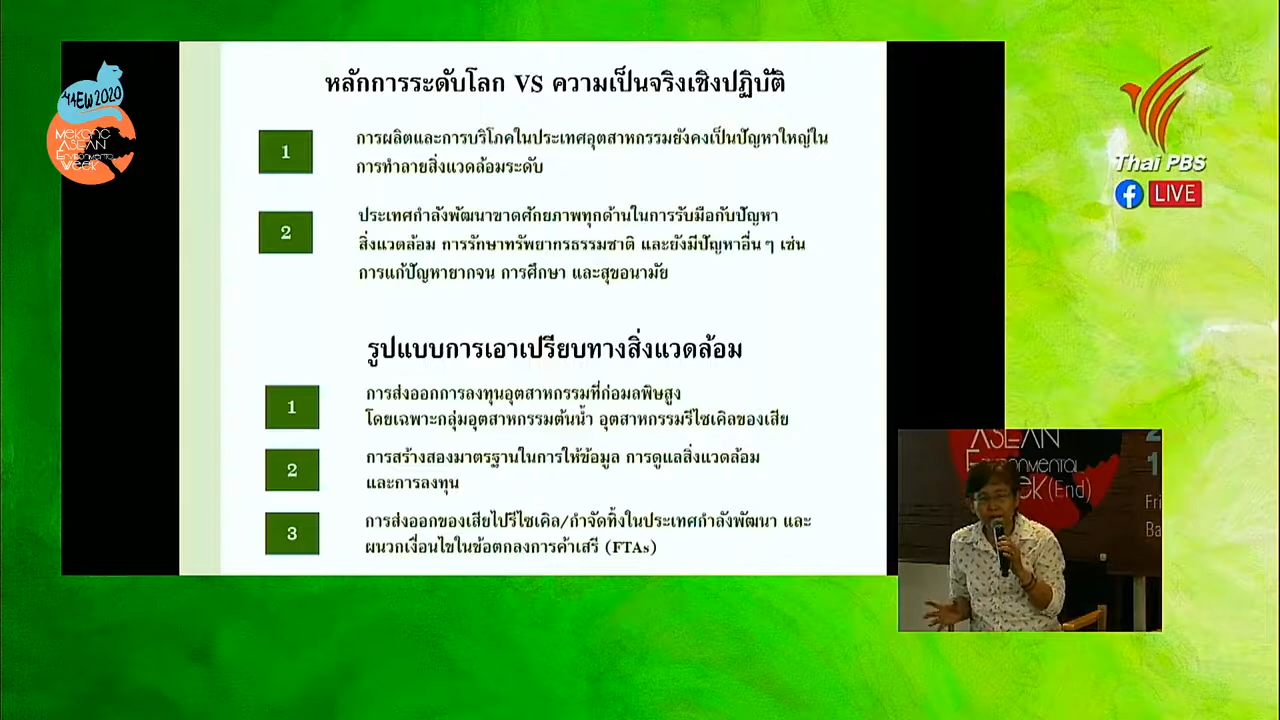 MAEW 2020
MEKONG
ASEAN
Environmental
Week
หลักการระดับโลก VS ความเป็นจริงเชิงปฏิบัติ
1
การผลิตและการบริโภคในประเทศอุตสาหกรรมยังคงเป็นปัญหาใหญ่ใน
การทำลายสิ่งแวดล้อมระดับ
2
ประเทศกำลังพัฒนาขาดศักยภาพทุกด้านในการรับมือกับปัญหา
สิ่งแวดล้อม การรักษาทรัพยากรธรรมชาติ และยังมีปัญหาอื่นๆ เช่น
การแก้ปัญหายากจน การศึกษา และสุขอนามัย
รูปแบบการเอาเปรียบทางสิ่งแวดล้อม
1
การส่งออกการลงทุนอุตสาหกรรมที่ก่อมลพิษสูง
โดยเฉพาะกลุ่มอุตสาหกรรมต้นน้ำ อุตสาหกรรมรีไซเคิลของเสีย
2
การสร้างสองมาตรฐานในการให้ข้อมูล การดูแลสิ่งแวดล้อม
และการลงทุน
3
การส่งออกของเสียไปรีไซเคิล/กำจัดทิ้งในประเทศกำลังพัฒนา และ
ผนวกเงื่อนไขในข้อตกลงการค้าเสรี (FTAs)
Thai PBS
LIVE
ASEAN
Environmental
(End)
Fri
Ba